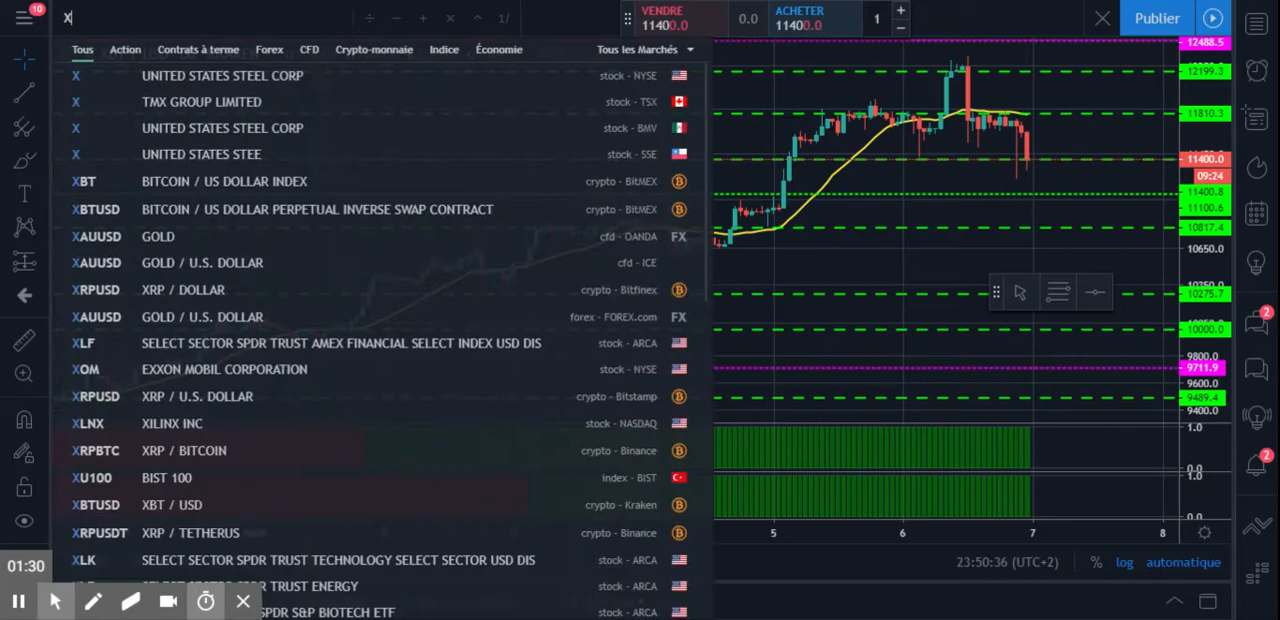 10
X
1/
VENDRE
11400.0
0.0
ACHETER
11400.0
1
Publier
Tous Action Contrats à terme Forex CFD Crypto-monnaie Indice Économie Tous les Marchés
X UNITED STATES STEEL CORP stock - NYSE
X TMX GROUP LIMITED stock - TSX
X UNITED STATES STEEL CORP stock - BMV
X UNITED STATES STEE stock - SSE
XBT BITCOIN / US DOLLAR INDEX crypto - BitMEX
XBTUSD BITCOIN / US DOLLAR PERPETUAL INVERSE SWAP CONTRACT crypto - BitMEX
XAUUSD GOLD cfd - OANDA FX
XAUUSD GOLD / U.S. DOLLAR cfd - ICE
XRPUSD XRP / DOLLAR crypto - Bitfinex
XAUUSD GOLD / U.S. DOLLAR forex - FOREX.com FX
XLF SELECT SECTOR SPDR TRUST AMEX FINANCIAL SELECT INDEX USD DIS stock - ARCA
XOM EXXON MOBIL CORPORATION stock - NYSE
XRPUSD XRP / U.S. DOLLAR crypto - Bitstamp
XLNX XILINX INC stock - NASDAQ
XRPBTC XRP / BITCOIN crypto - Binance
XU100 BIST 100 index - BIST
XBTUSD XBT / USD crypto - Kraken
XRPUSDT XRP / TETHERUS crypto - Binance
XLK SELECT SECTOR SPDR TRUST TECHNOLOGY SELECT SECTOR USD DIS stock - ARCA
TRUST ENERGY stock - ARCA
SPDR S&P BIOTECH ETF stock - ARCA
12488.5
12199.3
11810.3
11400.0
09:24
11400.8
11100.6
10817.4
10650.0
10275.7
10000.0
9800.0
9711.9
9600.0
9489.4
9400.0
1.0
0.0
1.0
0.0
5 6 7 8
23:50:36 (UTC+2) % log automatique
2
2
01:30